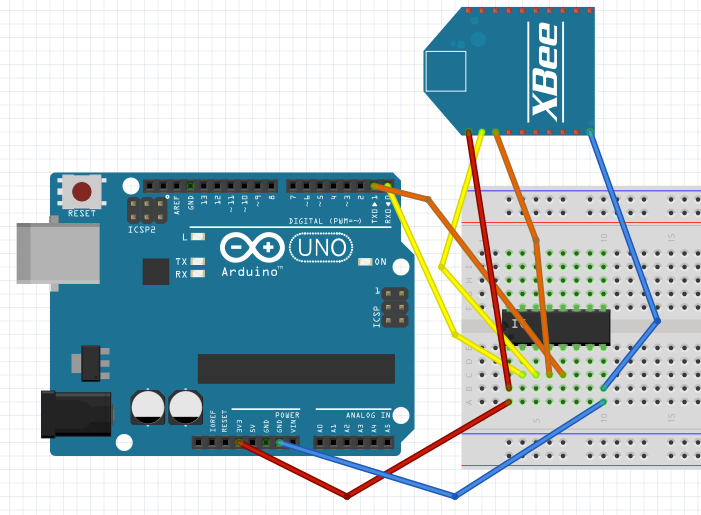 XBee
RESET
ICSP2
AREF
GND
13
12
~11
~10
~9
8
7
~6
~5
4
~3
2
TXD▶1
RXD◀0
DIGITAL (PWM=~)
L
TX
RX
UNO
Arduino™
ON
1
ICSP
IOREF
RESET
3V3
5V
GND
GND
VIN
POWER
ANALOG IN
A0
A1
A2
A3
A4
A5
10
15
I
H
5
10
15
A
B
C